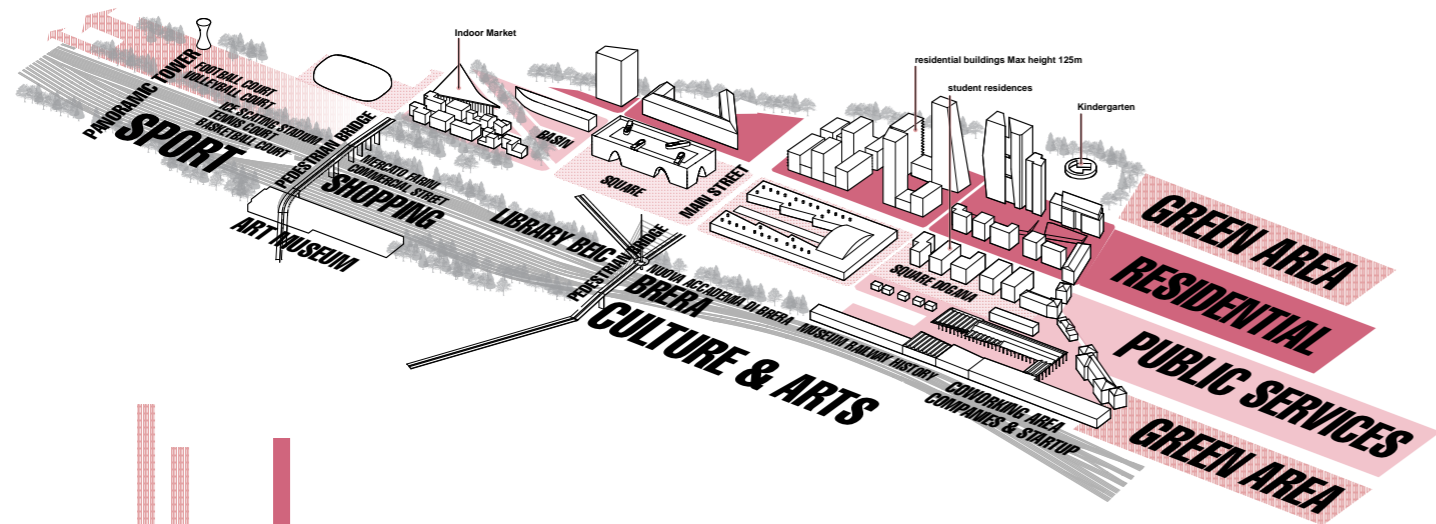 Indoor Market
residential buildings Max height 125m
student residences
Kindergarten
PANORAMIC TOWER
FOOTBALL COURT
VOLLEYBALL COURT
ICE SCATING STADIUM
TENNIS COURT
BASKETBALL COURT
SPORT
PEDESTRIAN BRIDGE
MERCATO FARINI
COMMERCIAL STREET
SHOPPING
ART MUSEUM
BASIN
SQUARE
MAIN STREET
LIBRARY BEIC
PEDESTRIAN BRIDGE
NUOVA ACCADEMIA DI BRERA
BRERA
CULTURE & ARTS
MUSEUM RAILWAY HISTORY
SQUARE DOGANA
COWORKING AREA
COMPAMIES & STARTUP
GREEN AREA
RESIDENTIAL
PUBLIC SERVICES
GREEN AREA